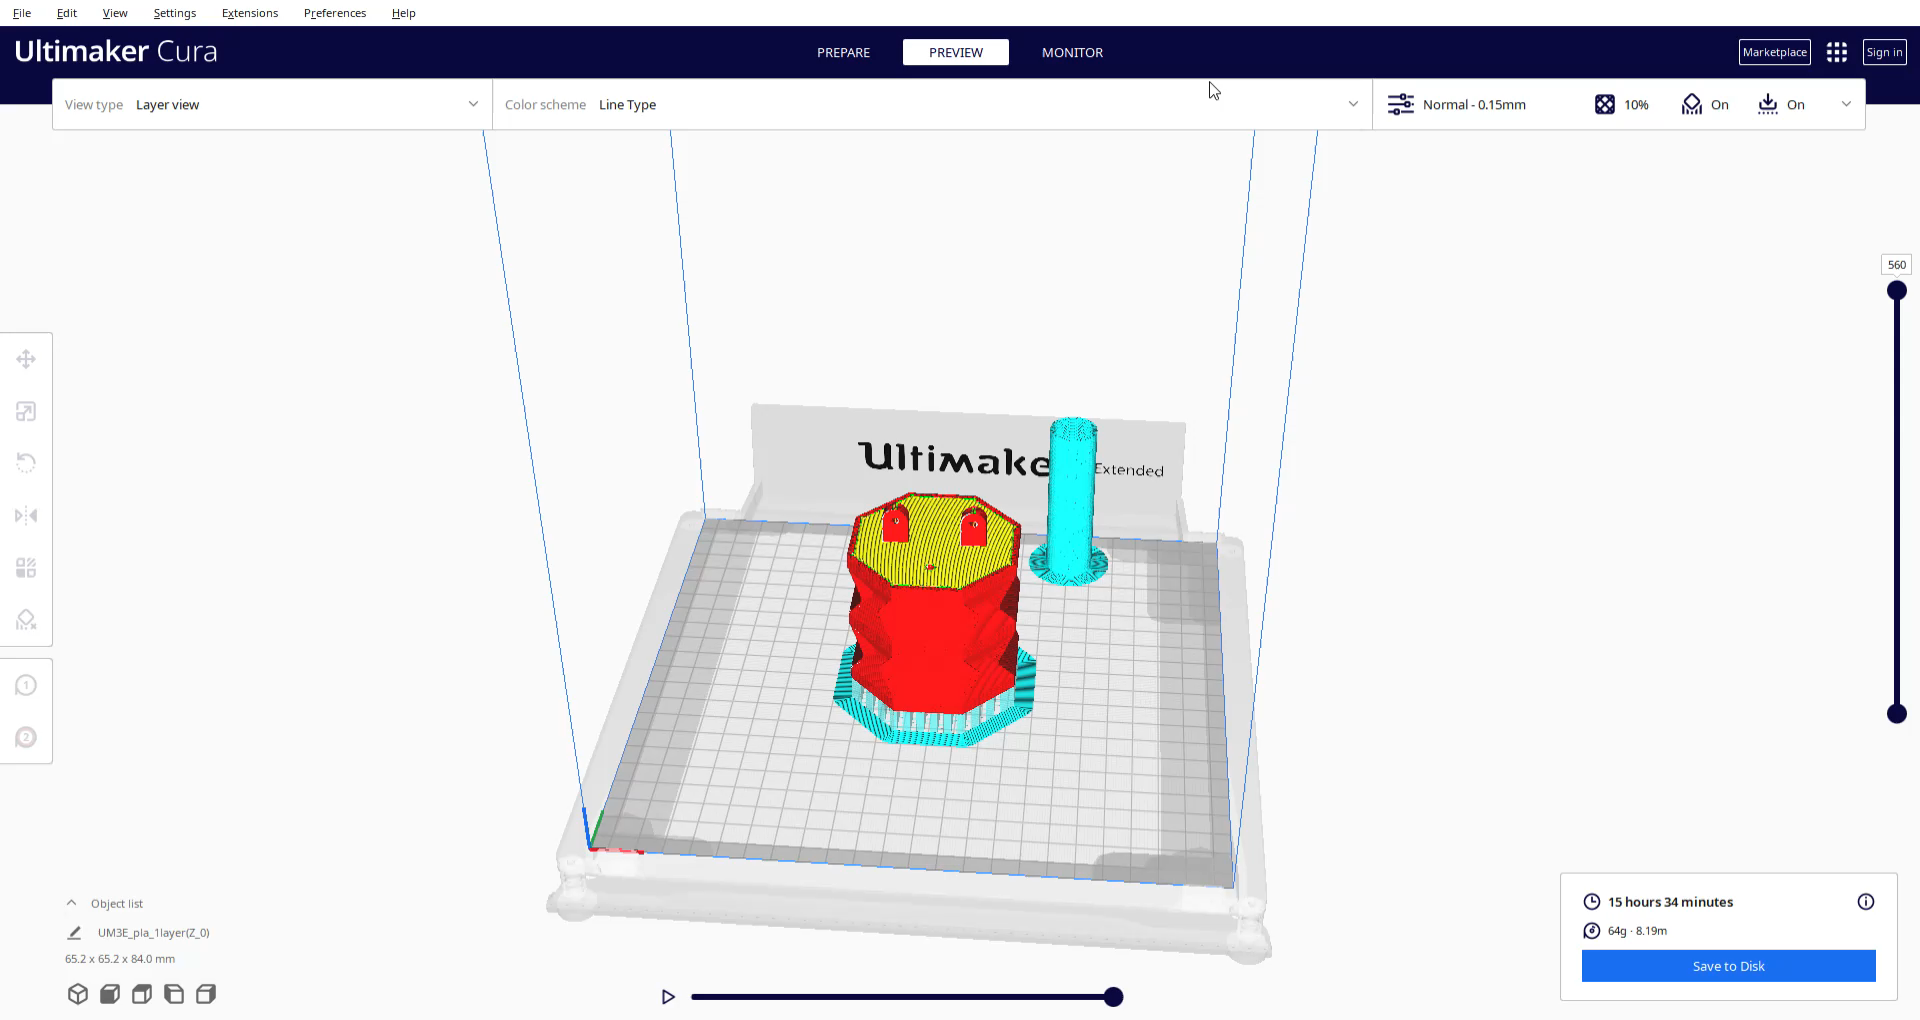 File Edit View Settings Extensions Preferences Help
Ultimaker Cura PREPARE PREVIEW MONITOR Marketplace Sign in
View type Layer view Color scheme Line Type Normal - 0.15mm 10% On On
560
Ultimake Extended
1
2
Object list
UM3E_pla_1layer(Z_0)
65.2 x 65.2 x 84.0 mm
15 hours 34 minutes
64g · 8.19m
Save to Disk